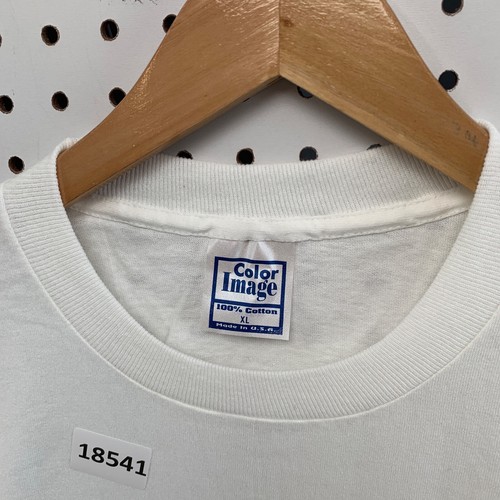 Color
Image
100% Cotton
XL
Made in U.S.A.
18541